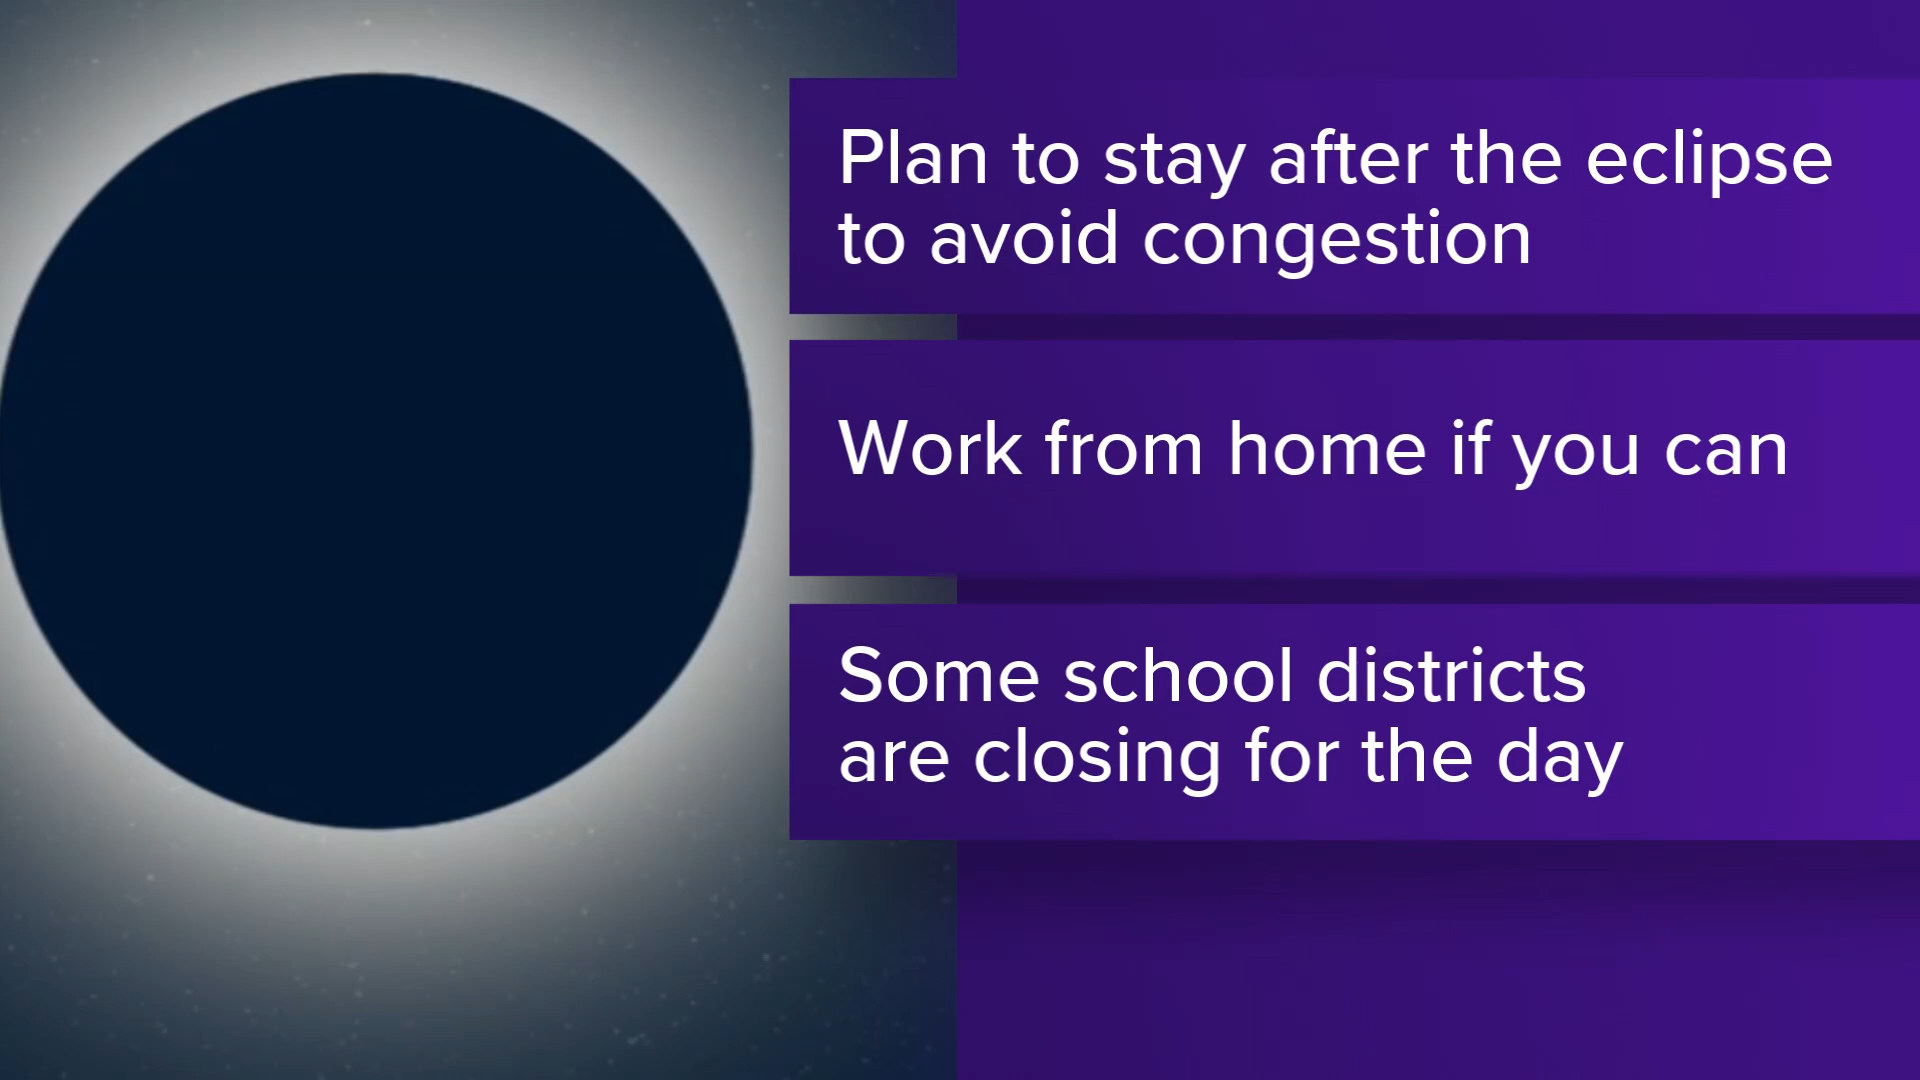 Plan to stay after the eclipse
to avoid congestion
Work from home if you can
Some school districts
are closing for the day